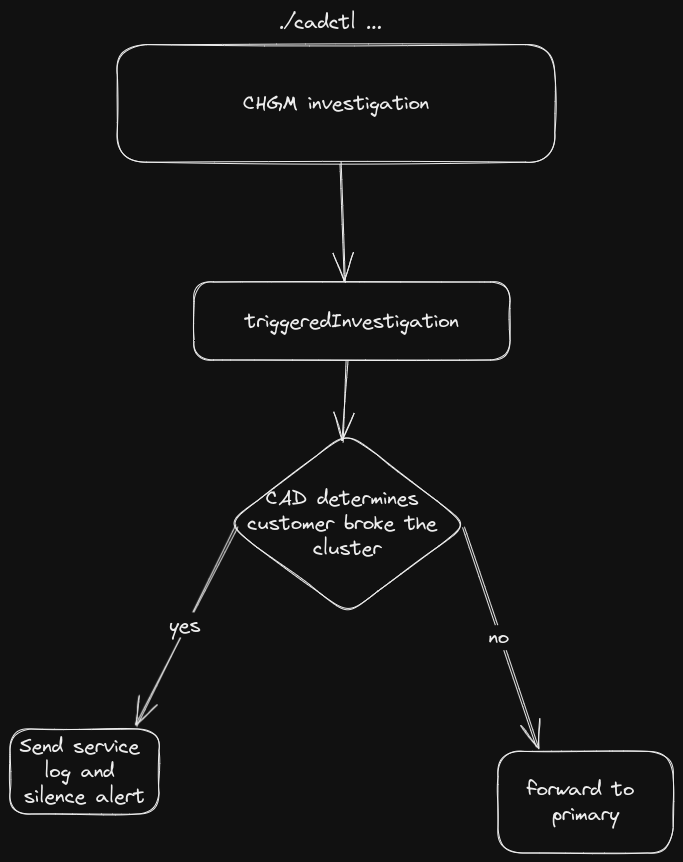 ./cadctl ...
CHGM investigation
triggeredInvestigation
CAD determines
customer broke the
cluster
yes
no
Send service
log and
silence alert
forward to
primary